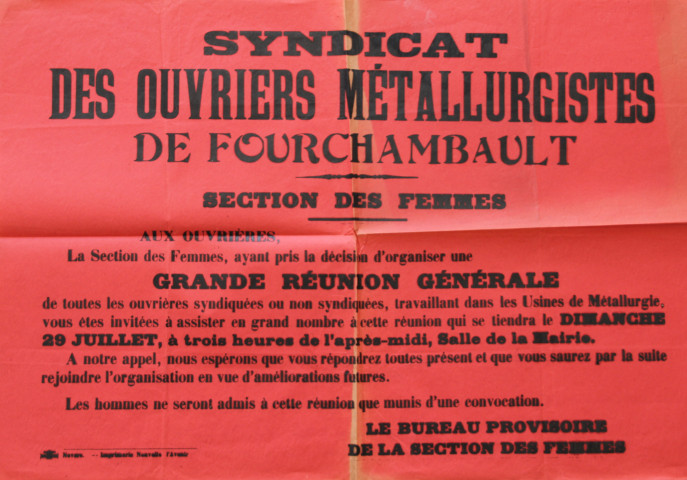 SYNDICAT
DES OUVRIERS MÉTALLURGISTES
DE FOURCHAMBAULT
SECTION DES FEMMES
AUX OUVRIÈRES,
La Section des Femmes, ayant pris la décision d'organiser une
GRANDE RÉUNION GÉNÉRALE
de toutes les ouvrières syndiquées ou non syndiquées, travaillant dans les Usines de Métallurgie,
vous êtes invitées à assister en grand nombre à cette réunion qui se tiendra le DIMANCHE
29 JUILLET, à trois heures de l'après-midi, Salle de la Mairie.
A notre appel, nous espérons que vous répondrez toutes présent et que vous saurez par la suite
rejoindre l'organisation en vue d'améliorations futures.
Les hommes ne seront admis à cette réunion que munis d'une convocation.
LE BUREAU PROVISOIRE
DE LA SECTION DES FEMMES
Nevers. -- Imprimerie Nouvelle l'Avenir